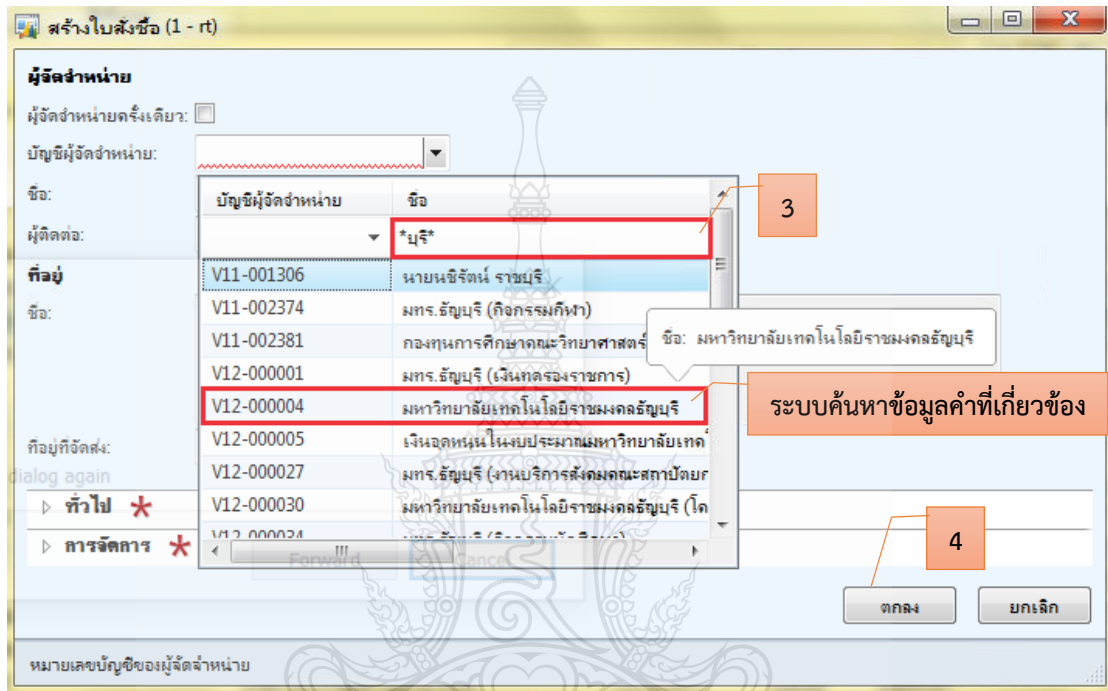 สร้างใบสั่งซื้อ (1 - rt)
ผู้จัดจำหน่าย
ผู้จัดจำหน่ายครั้งเดียว:
บัญชีผู้จัดจำหน่าย:
ชื่อ:
ผู้ติดต่อ:
ที่อยู่
ชื่อ:
ที่อยู่ที่จัดส่ง:
dialog again
ทั่วไป
การจัดการ
บัญชีผู้จัดจำหน่าย ชื่อ
*บุรี*
3
V11-001306 นายนชิรัตน์ ราชบุรี
V11-002374 มทร.ธัญบุรี (กิจกรรมกีฬา)
V11-002381 กองทุนการศึกษาคณะวิทยาศาสตร์
ชื่อ: มหาวิทยาลัยเทคโนโลยีราชมงคลธัญบุรี
V12-000001 มทร.ธัญบุรี (เงินทดรองราชการ)
V12-000004 มหาวิทยาลัยเทคโนโลยีราชมงคลธัญบุรี
ระบบค้นหาข้อมูลคำที่เกี่ยวข้อง
V12-000005 เงินอุดหนุนในงบประมาณมหาวิทยาลัยเทค
V12-000027 มทร.ธัญบุรี (งานบริการสังคมคณะสถาปัตยก
V12-000030 มหาวิทยาลัยเทคโนโลยีราชมงคลธัญบุรี (โค
V12-000034
Forward Cancel
4
ตกลง ยกเลิก
หมายเลขบัญชีของผู้จัดจำหน่าย